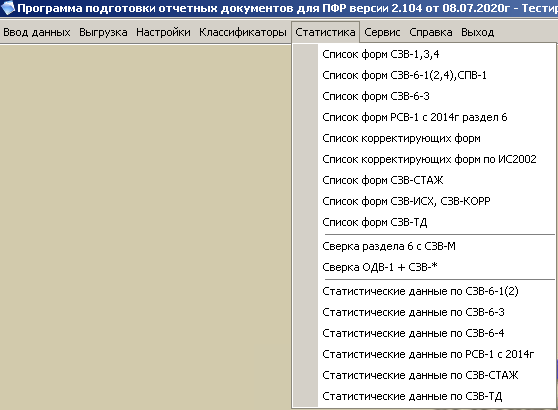 Программа подготовки отчетных документов для ПФР версии 2.104 от 08.07.2020г - Тестир
Ввод данных Выгрузка Настройки Классификаторы Статистика Сервис Справка Выход
Список форм СЗВ-1,3,4
Список форм СЗВ-6-1(2,4),СПВ-1
Список форм СЗВ-6-3
Список форм РСВ-1 с 2014г раздел 6
Список корректирующих форм
Список корректирующих форм по ИС2002
Список форм СЗВ-СТАЖ
Список форм СЗВ-ИСХ, СЗВ-КОРР
Список форм СЗВ-ТД
Сверка раздела 6 с СЗВ-М
Сверка ОДВ-1 + СЗВ-*
Статистические данные по СЗВ-6-1(2)
Статистические данные по СЗВ-6-3
Статистические данные по СЗВ-6-4
Статистические данные по РСВ-1 с 2014г
Статистические данные по СЗВ-СТАЖ
Статистические данные по СЗВ-ТД